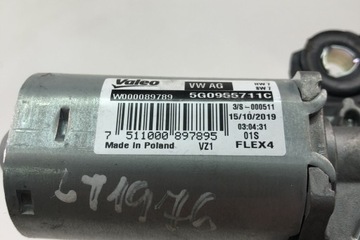 Valeo VW AG HW 1
SW 1
W000089789 5G0955711C
3/8-000511
15/10/2019
03:04:31
7 511000 897895 01S
Made in Poland VZ1 FLEX4